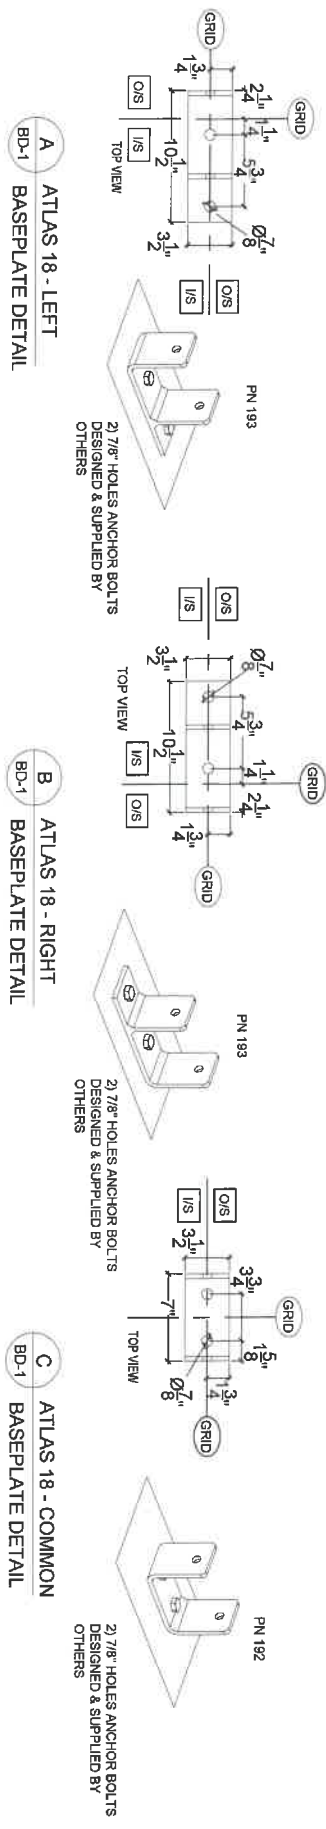 GRID
GRID
2 1/4"
1 1/4"
5 3/4"
Ø7/8"
1 3/4"
O/S
I/S
10 1/2"
3 1/2"
TOP VIEW
O/S
I/S
PN 193
2) 7/8" HOLES ANCHOR BOLTS
DESIGNED & SUPPLIED BY
OTHERS
A
BD-1
ATLAS 18 - LEFT
BASEPLATE DETAIL
O/S
I/S
Ø7/8"
5 3/4"
1 1/4"
2 1/4"
GRID
GRID
3 1/2"
10 1/2"
1 3/4"
TOP VIEW
I/S
O/S
PN 193
2) 7/8" HOLES ANCHOR BOLTS
DESIGNED & SUPPLIED BY
OTHERS
B
BD-1
ATLAS 18 - RIGHT
BASEPLATE DETAIL
O/S
I/S
3 3/4"
GRID
1 5/8"
1 3/4"
GRID
3 1/2"
7"
Ø7/8"
TOP VIEW
PN 192
2) 7/8" HOLES ANCHOR BOLTS
DESIGNED & SUPPLIED BY
OTHERS
C
BD-1
ATLAS 18 - COMMON
BASEPLATE DETAIL